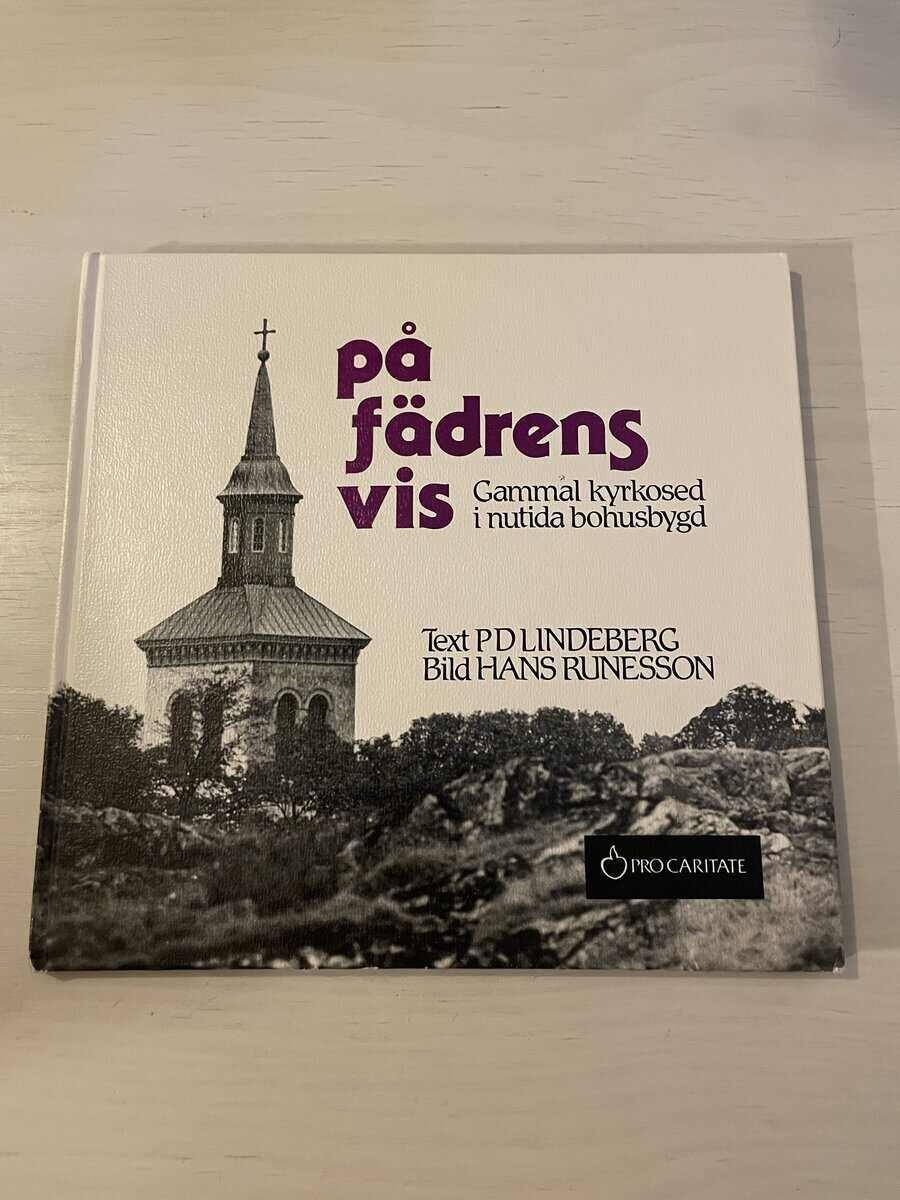 på
fädrens
vis
Gammal kyrkosed
i nutida bohusbygd
Text P D LINDEBERG
Bild HANS RUNESSON
PRO CARITATE